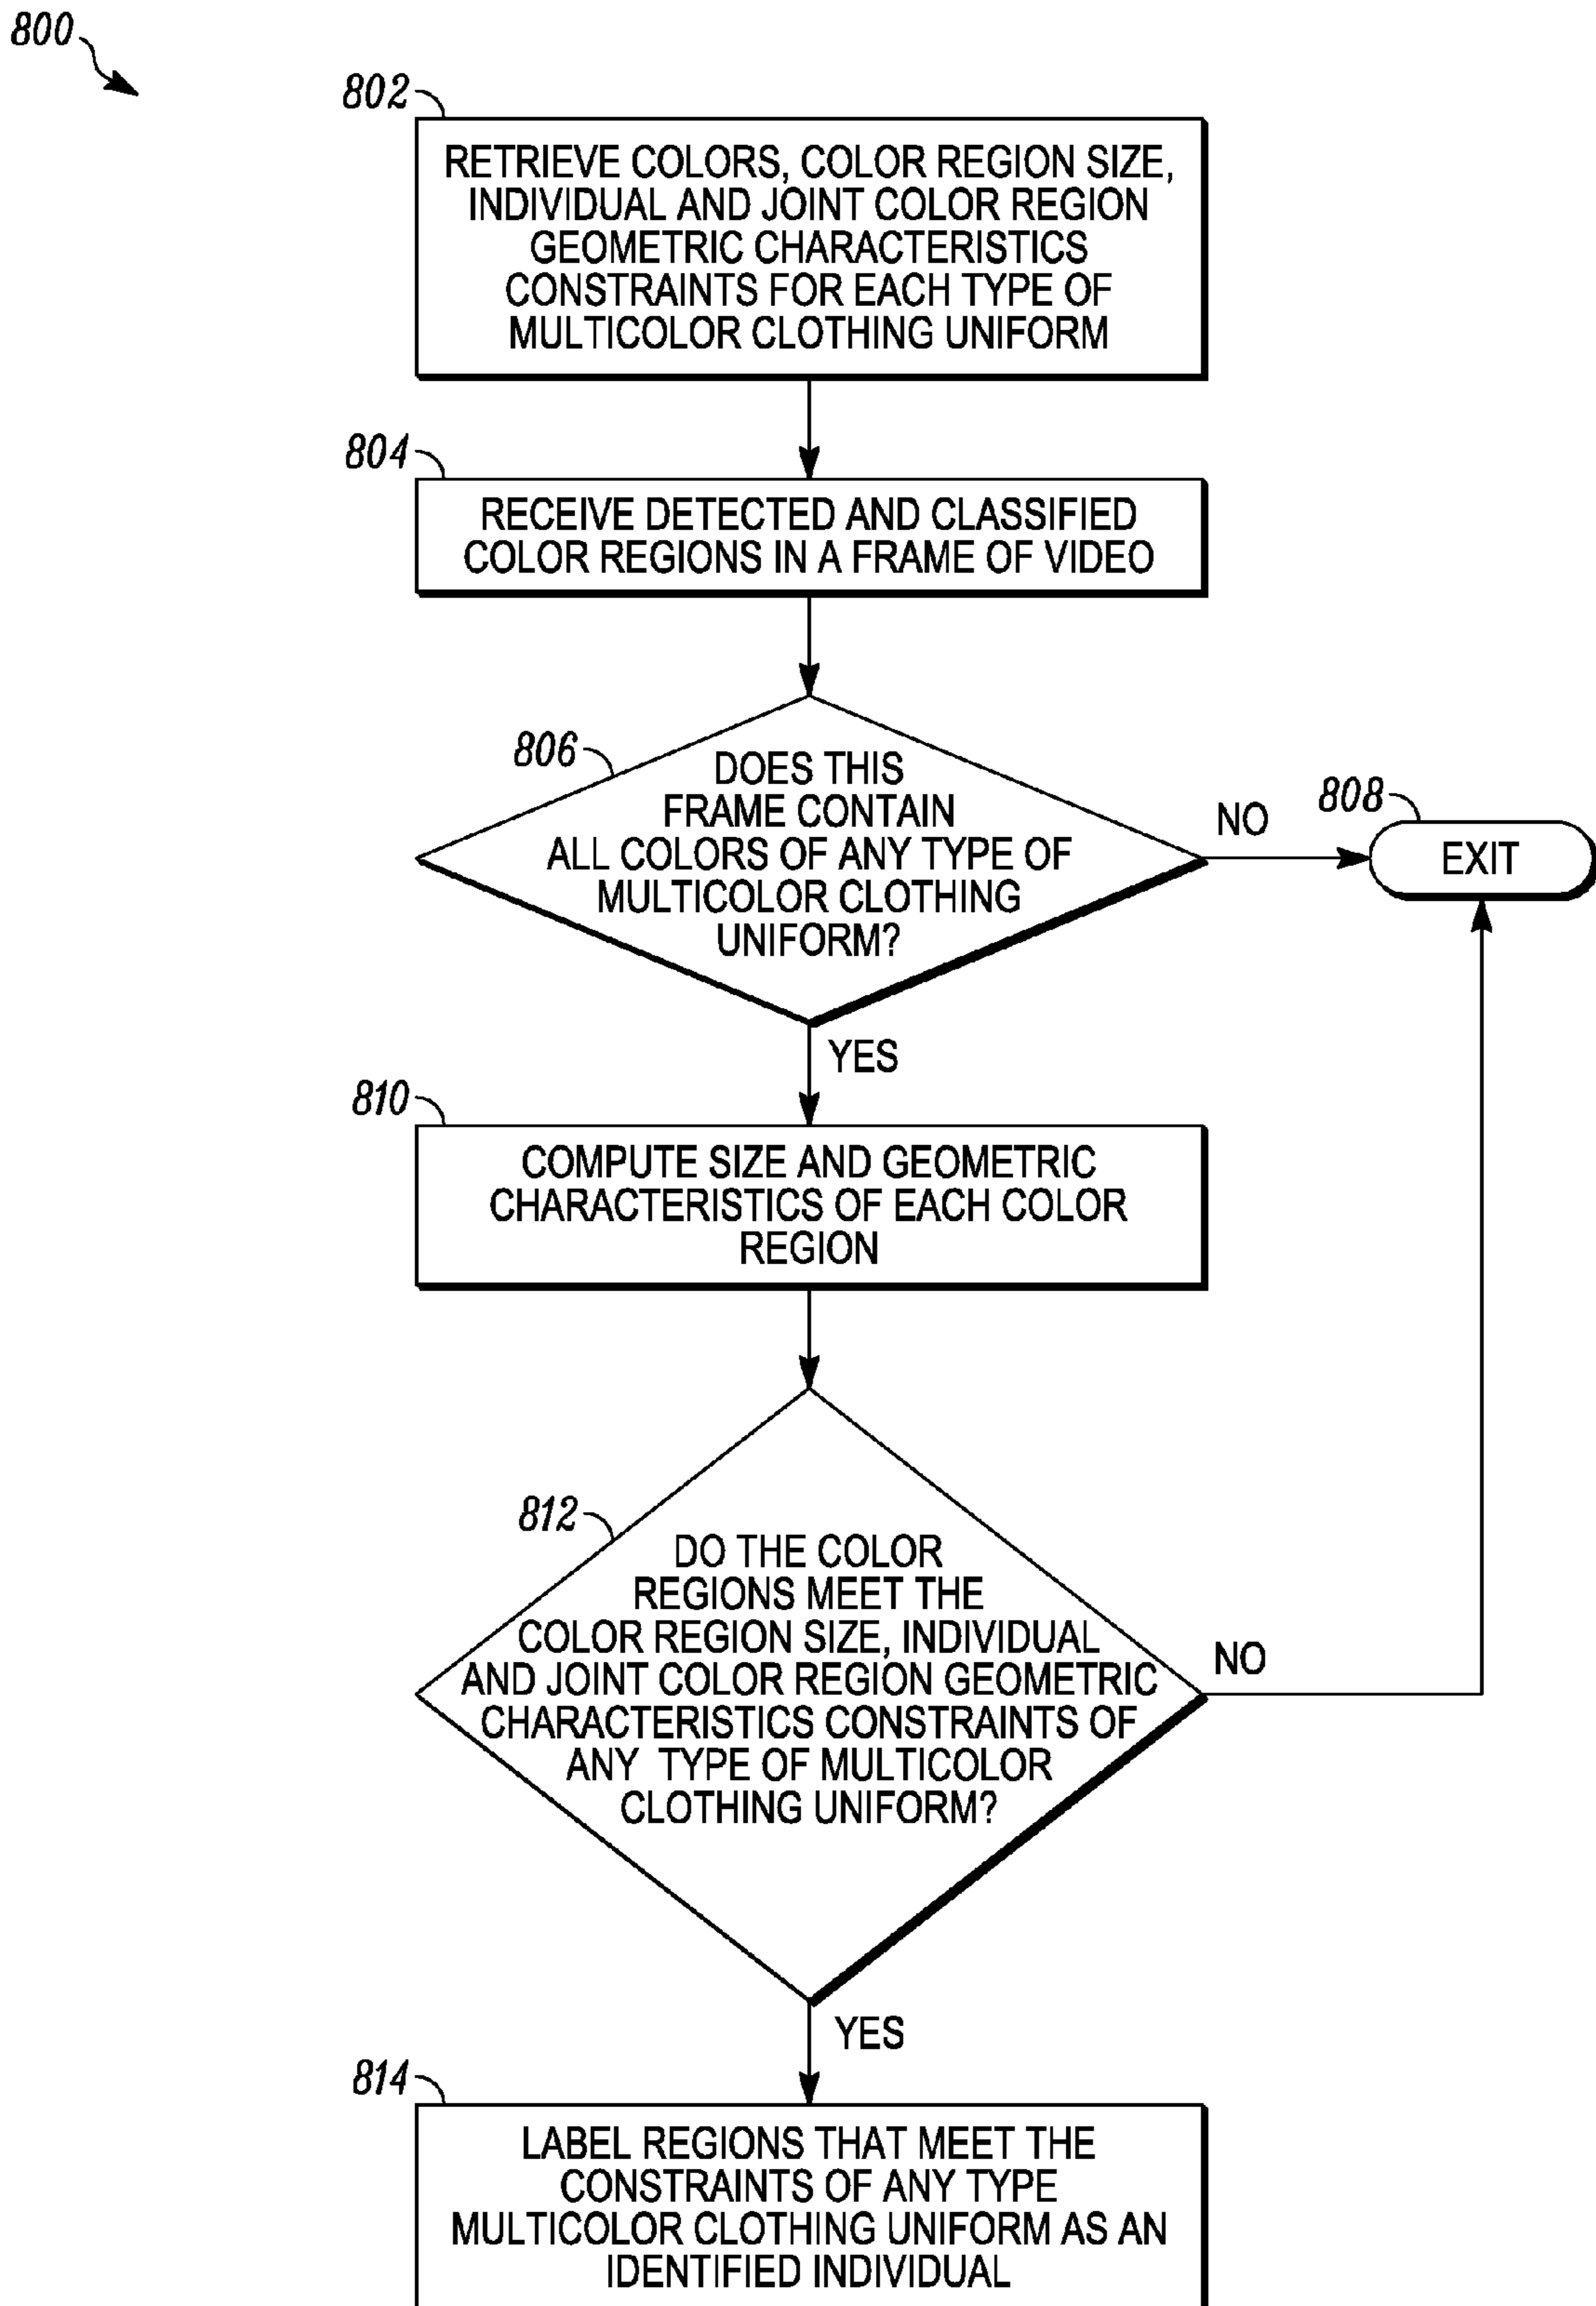 800
802
RETRIEVE COLORS, COLOR REGION SIZE,
INDIVIDUAL AND JOINT COLOR REGION
GEOMETRIC CHARACTERISTICS
CONSTRAINTS FOR EACH TYPE OF
MULTICOLOR CLOTHING UNIFORM
804
RECEIVE DETECTED AND CLASSIFIED
COLOR REGIONS IN A FRAME OF VIDEO
806
DOES THIS
FRAME CONTAIN
ALL COLORS OF ANY TYPE OF
MULTICOLOR CLOTHING
UNIFORM?
NO
808
EXIT
YES
810
COMPUTE SIZE AND GEOMETRIC
CHARACTERISTICS OF EACH COLOR
REGION
812
DO THE COLOR
REGIONS MEET THE
COLOR REGION SIZE, INDIVIDUAL
AND JOINT COLOR REGION GEOMETRIC
CHARACTERISTICS CONSTRAINTS OF
ANY TYPE OF MULTICOLOR
CLOTHING UNIFORM?
NO
YES
814
LABEL REGIONS THAT MEET THE
CONSTRAINTS OF ANY TYPE
MULTICOLOR CLOTHING UNIFORM AS AN
IDENTIFIED INDIVIDUAL